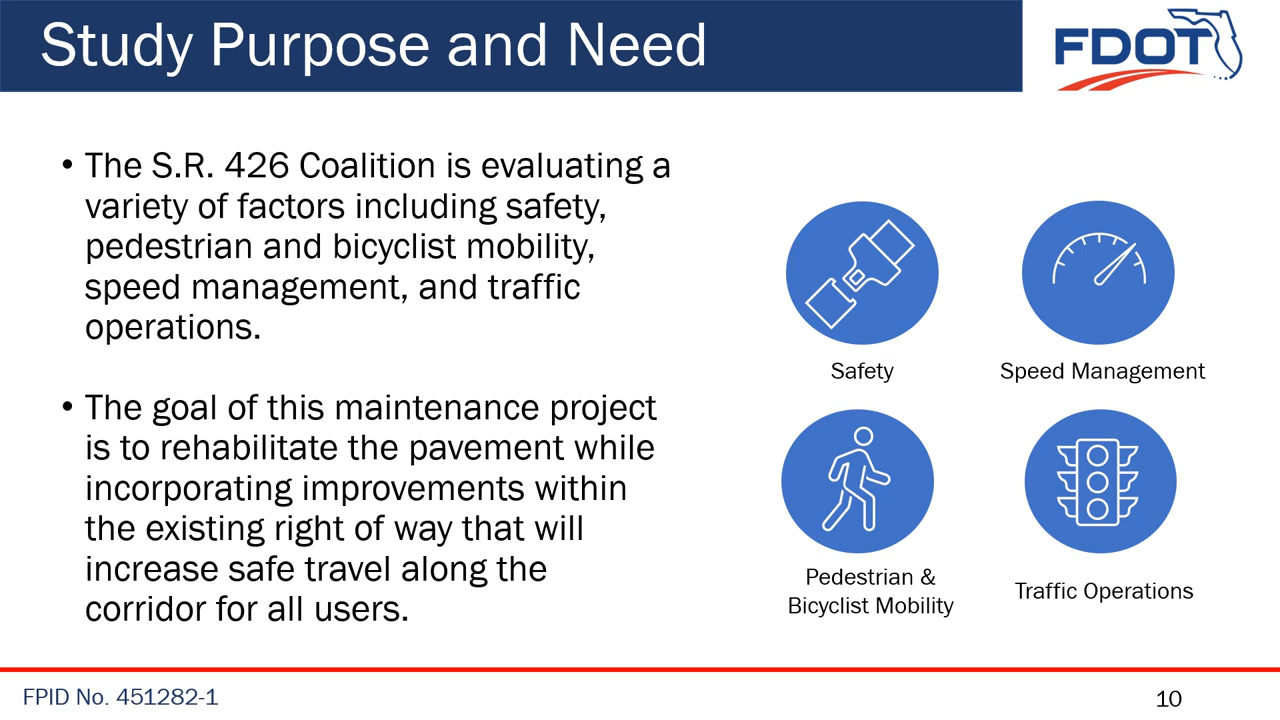 Study Purpose and Need
FDOT
• The S.R. 426 Coalition is evaluating a
variety of factors including safety,
pedestrian and bicyclist mobility,
speed management, and traffic
operations.
• The goal of this maintenance project
is to rehabilitate the pavement while
incorporating improvements within
the existing right of way that will
increase safe travel along the
corridor for all users.
Safety
Speed Management
Pedestrian &
Bicyclist Mobility
Traffic Operations
FPID No. 451282-1
10